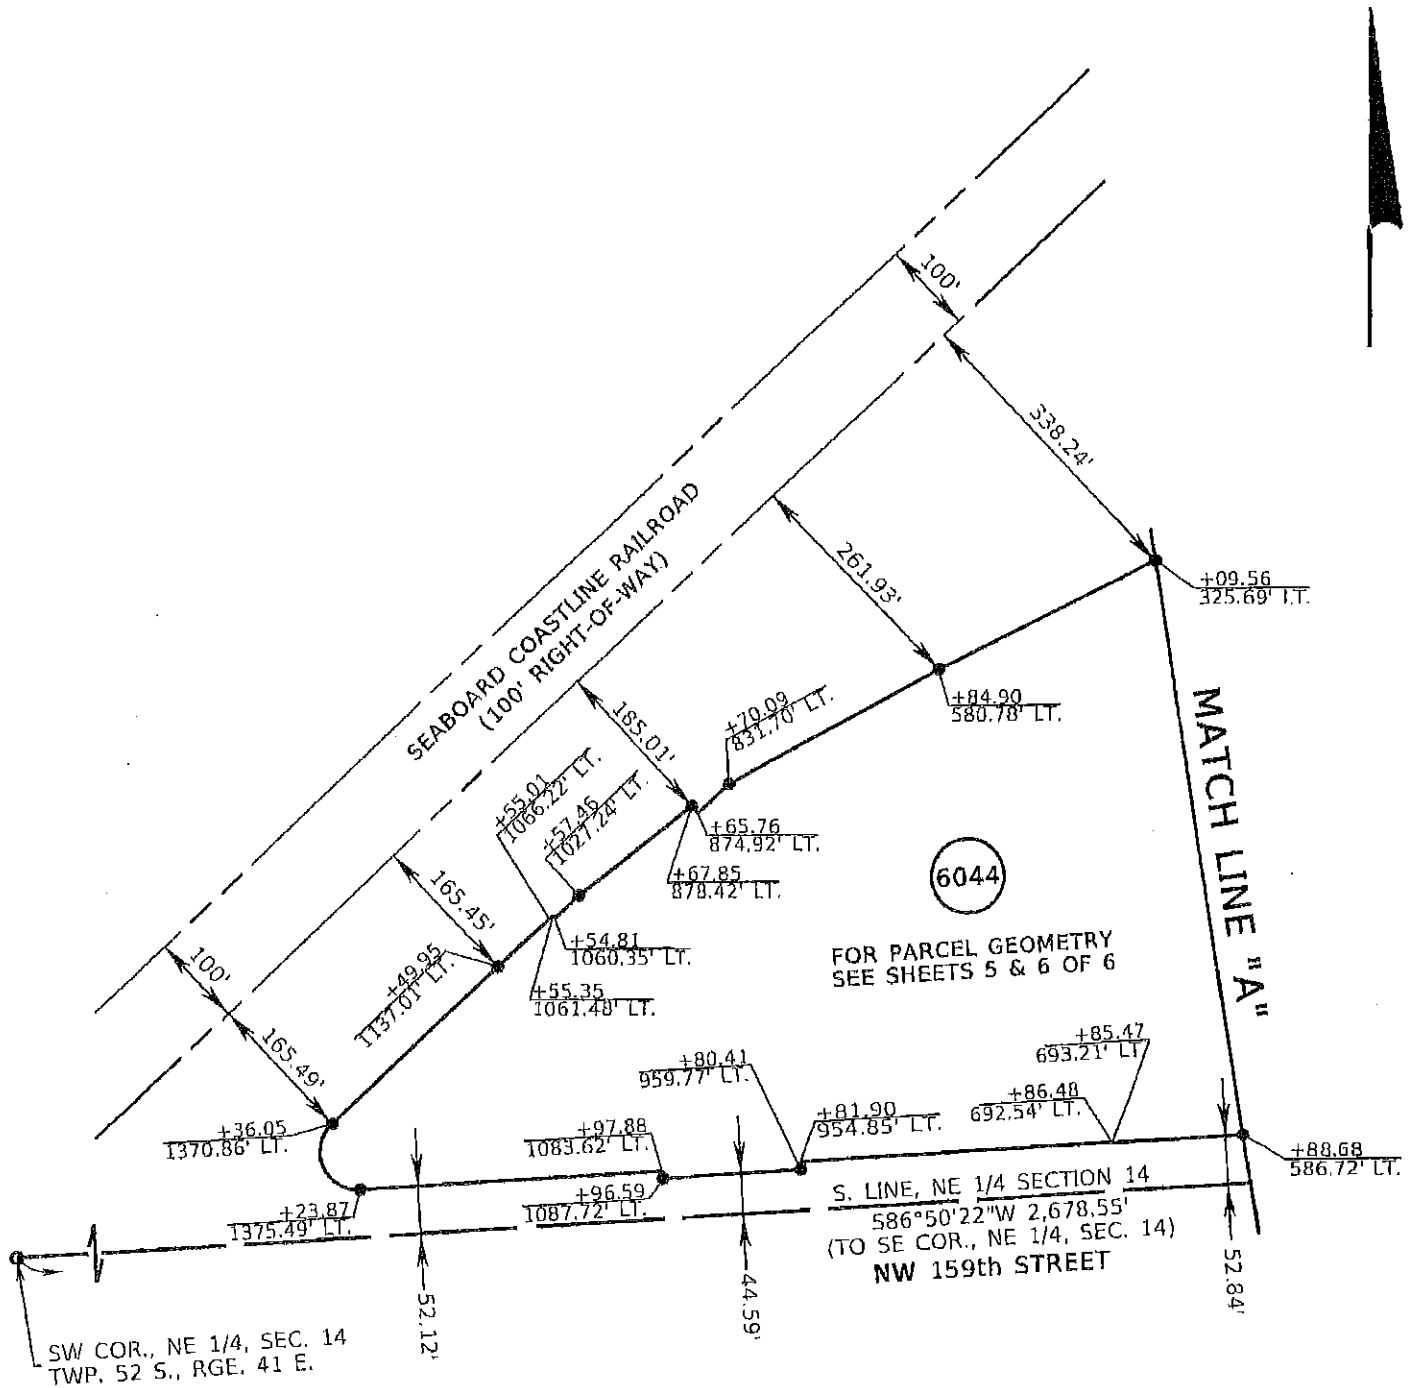 100'
338.24'
SEABOARD COASTLINE RAILROAD
(100' RIGHT-OF-WAY)
261.93'
+09.56
325.69' LT.
185.01'
+70.09
831.70' LT.
+84.90
580.78' LT.
MATCH LINE "A"
+55.01
1066.22' LT.
+57.46
1027.24' LT.
+65.76
874.92' LT.
+67.85
878.42' LT.
6044
165.45'
+49.95
1137.01' LT.
+54.81
1060.35' LT.
+55.35
1061.48' LT.
FOR PARCEL GEOMETRY
SEE SHEETS 5 & 6 OF 6
100'
165.49'
+85.47
693.21' LT
+80.41
959.77' LT.
+86.48
692.54' LT.
+36.05
1370.86' LT.
+97.88
1083.62' LT.
+81.90
954.85' LT.
+88.68
586.72' LT.
+23.87
1375.49' LT.
+96.59
1087.72' LT.
S. LINE, NE 1/4 SECTION 14
S86°50'22"W 2,678.55'
(TO SE COR., NE 1/4, SEC. 14)
NW 159th STREET
52.12'
44.59'
52.84'
SW COR., NE 1/4, SEC. 14
TWP. 52 S., RGE. 41 E.